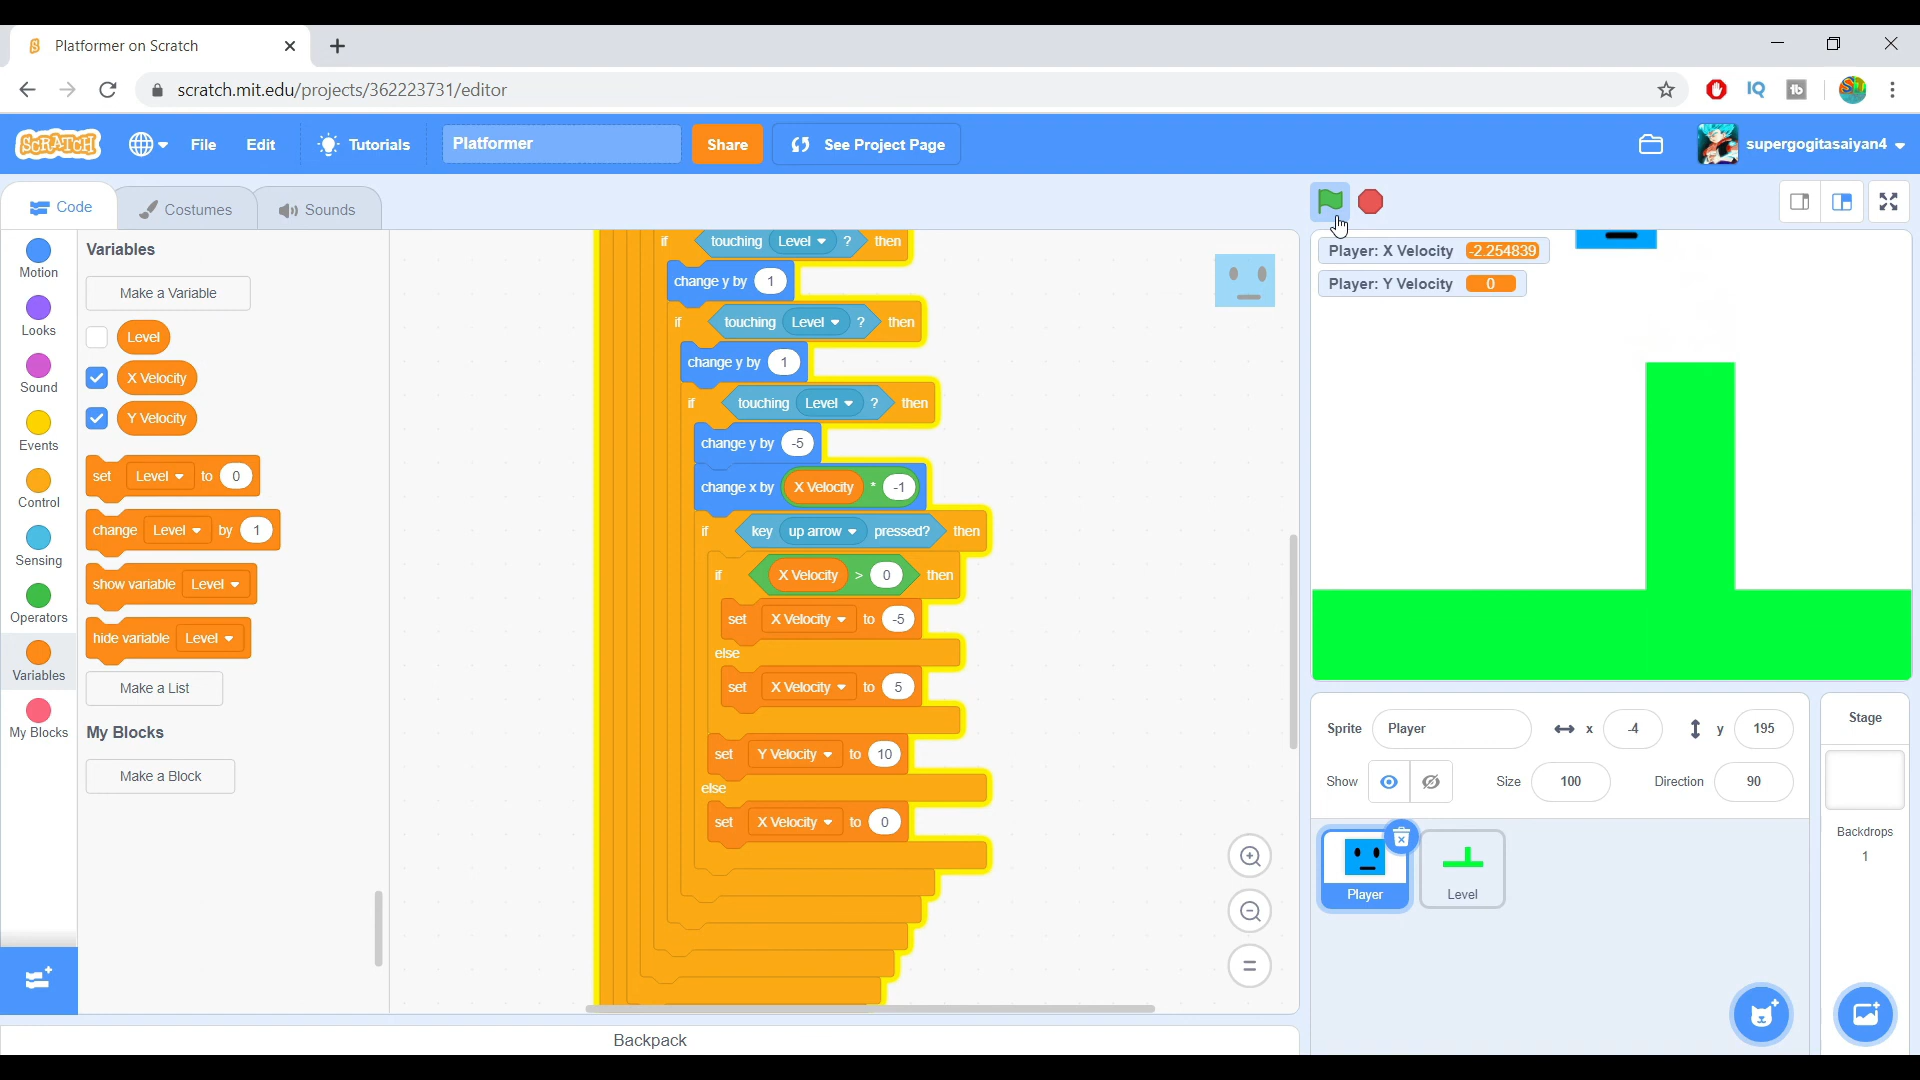 Platformer on Scratch
scratch.mit.edu/projects/362223731/editor
IQ
tb
SCRATCH
File
Edit
Tutorials
Platformer
Share
See Project Page
supergogitasaiyan4
Code
Costumes
Sounds
Motion
Looks
Sound
Events
Control
Sensing
Operators
Variables
My Blocks
Variables
Make a Variable
Level
X Velocity
Y Velocity
set Level to 0
change Level by 1
show variable Level
hide variable Level
Make a List
My Blocks
Make a Block
if touching Level ? then
change y by 1
if touching Level ? then
change y by 1
if touching Level ? then
change y by -5
change x by X Velocity * -1
if key up arrow pressed? then
if X Velocity > 0 then
set X Velocity to -5
else
set X Velocity to 5
set Y Velocity to 10
else
set X Velocity to 0
Backpack
Player: X Velocity -2.254839
Player: Y Velocity 0
Sprite Player x -4 y 195
Show Size 100 Direction 90
Player
Level
Stage
Backdrops
1